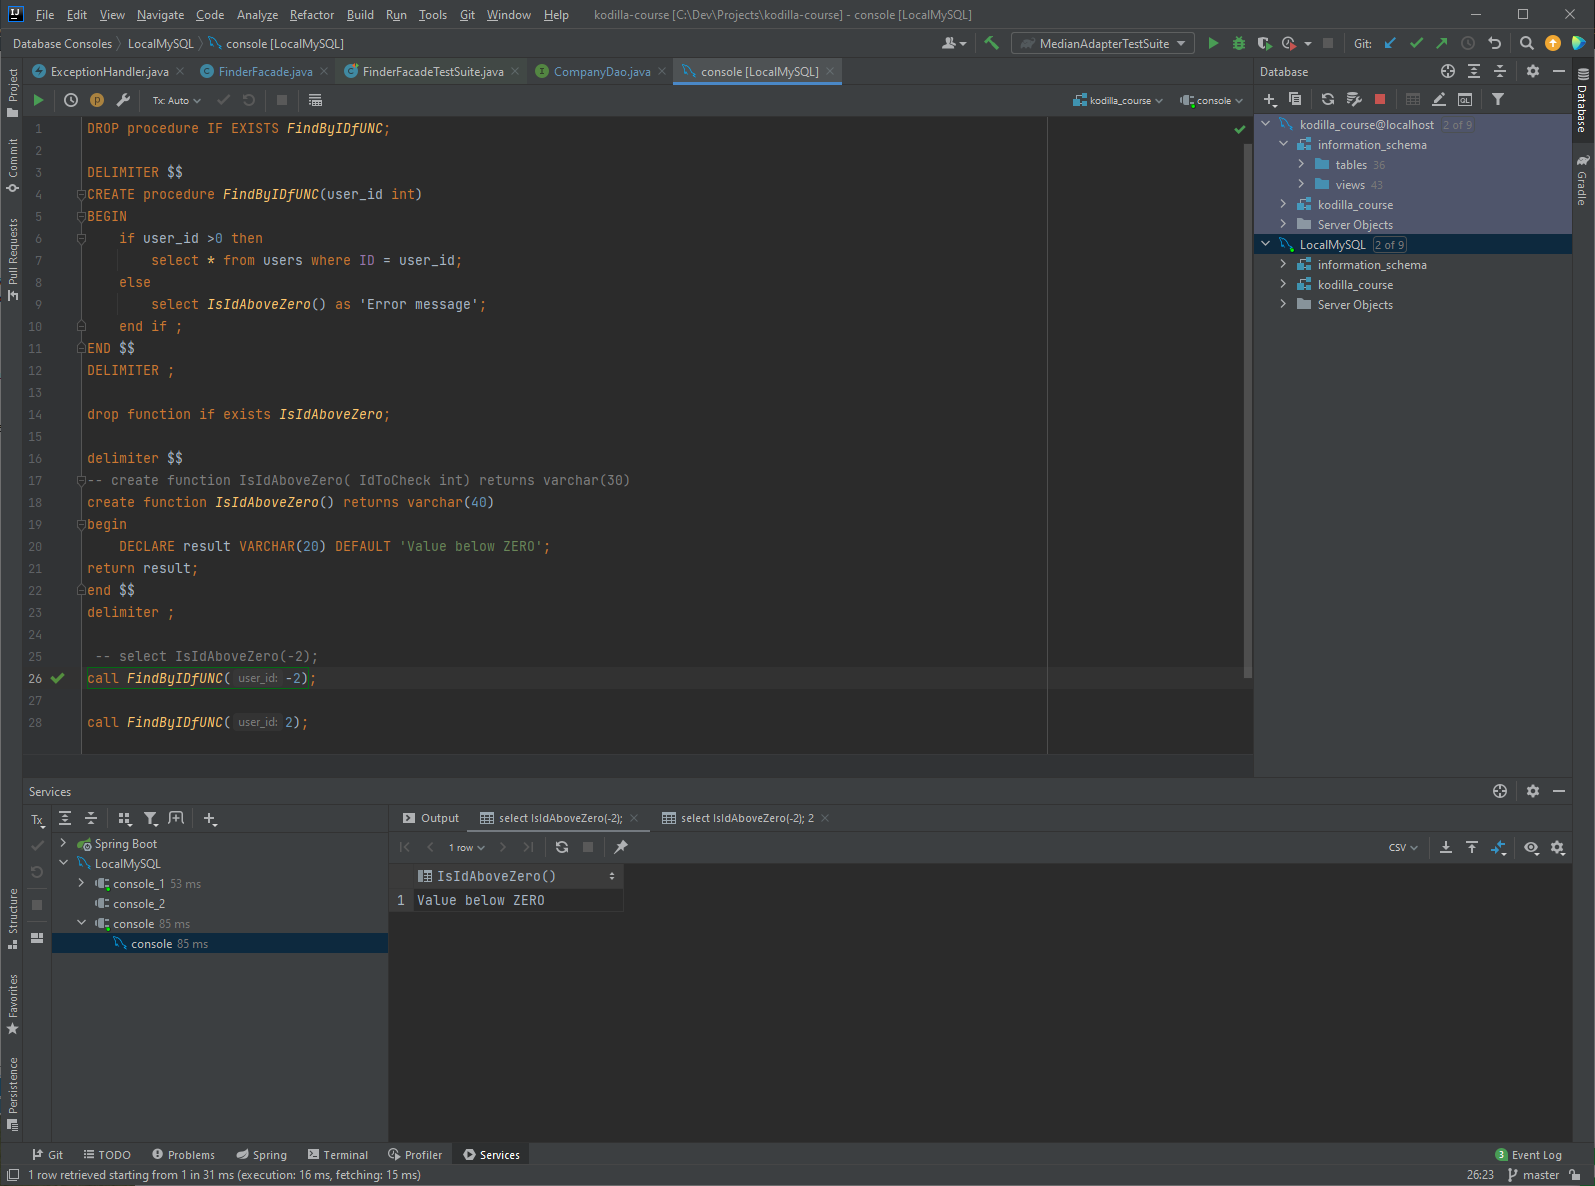 File Edit View Navigate Code Analyze Refactor Build Run Tools Git Window Help kodilla-course [C:\Dev\Projects\kodilla-course] - console [LocalMySQL]
Database Consoles LocalMySQL console [LocalMySQL] MedianAdapterTestSuite Git:
ExceptionHandler.java FinderFacade.java FinderFacadeTestSuite.java CompanyDao.java console [LocalMySQL] Database
Tx: Auto kodilla_course console
1 DROP procedure IF EXISTS FindByIDfUNC;
2
3 DELIMITER $$
4 CREATE procedure FindByIDfUNC(user_id int)
5 BEGIN
6 if user_id >0 then
7 select * from users where ID = user_id;
8 else
9 select IsIdAboveZero() as 'Error message';
10 end if ;
11 END $$
12 DELIMITER ;
13
14 drop function if exists IsIdAboveZero;
15
16 delimiter $$
17 -- create function IsIdAboveZero( IdToCheck int) returns varchar(30)
18 create function IsIdAboveZero() returns varchar(40)
19 begin
20 DECLARE result VARCHAR(20) DEFAULT 'Value below ZERO';
21 return result;
22 end $$
23 delimiter ;
24
25 -- select IsIdAboveZero(-2);
26 call FindByIDfUNC( user_id: -2);
27
28 call FindByIDfUNC( user_id: 2);
kodilla_course@localhost 2 of 9
information_schema
tables 36
views 43
kodilla_course
Server Objects
LocalMySQL 2 of 9
information_schema
kodilla_course
Server Objects
Project
Commit
Pull Requests
Structure
Favorites
Persistence
Database
Gradle
Services
Tx
Spring Boot
LocalMySQL
console_1 53 ms
console_2
console 85 ms
console 85 ms
Output select IsIdAboveZero(-2); select IsIdAboveZero(-2); 2
1 row CSV
IsIdAboveZero()
1 Value below ZERO
Git TODO Problems Spring Terminal Profiler Services 3 Event Log
1 row retrieved starting from 1 in 31 ms (execution: 16 ms, fetching: 15 ms) 26:23 master